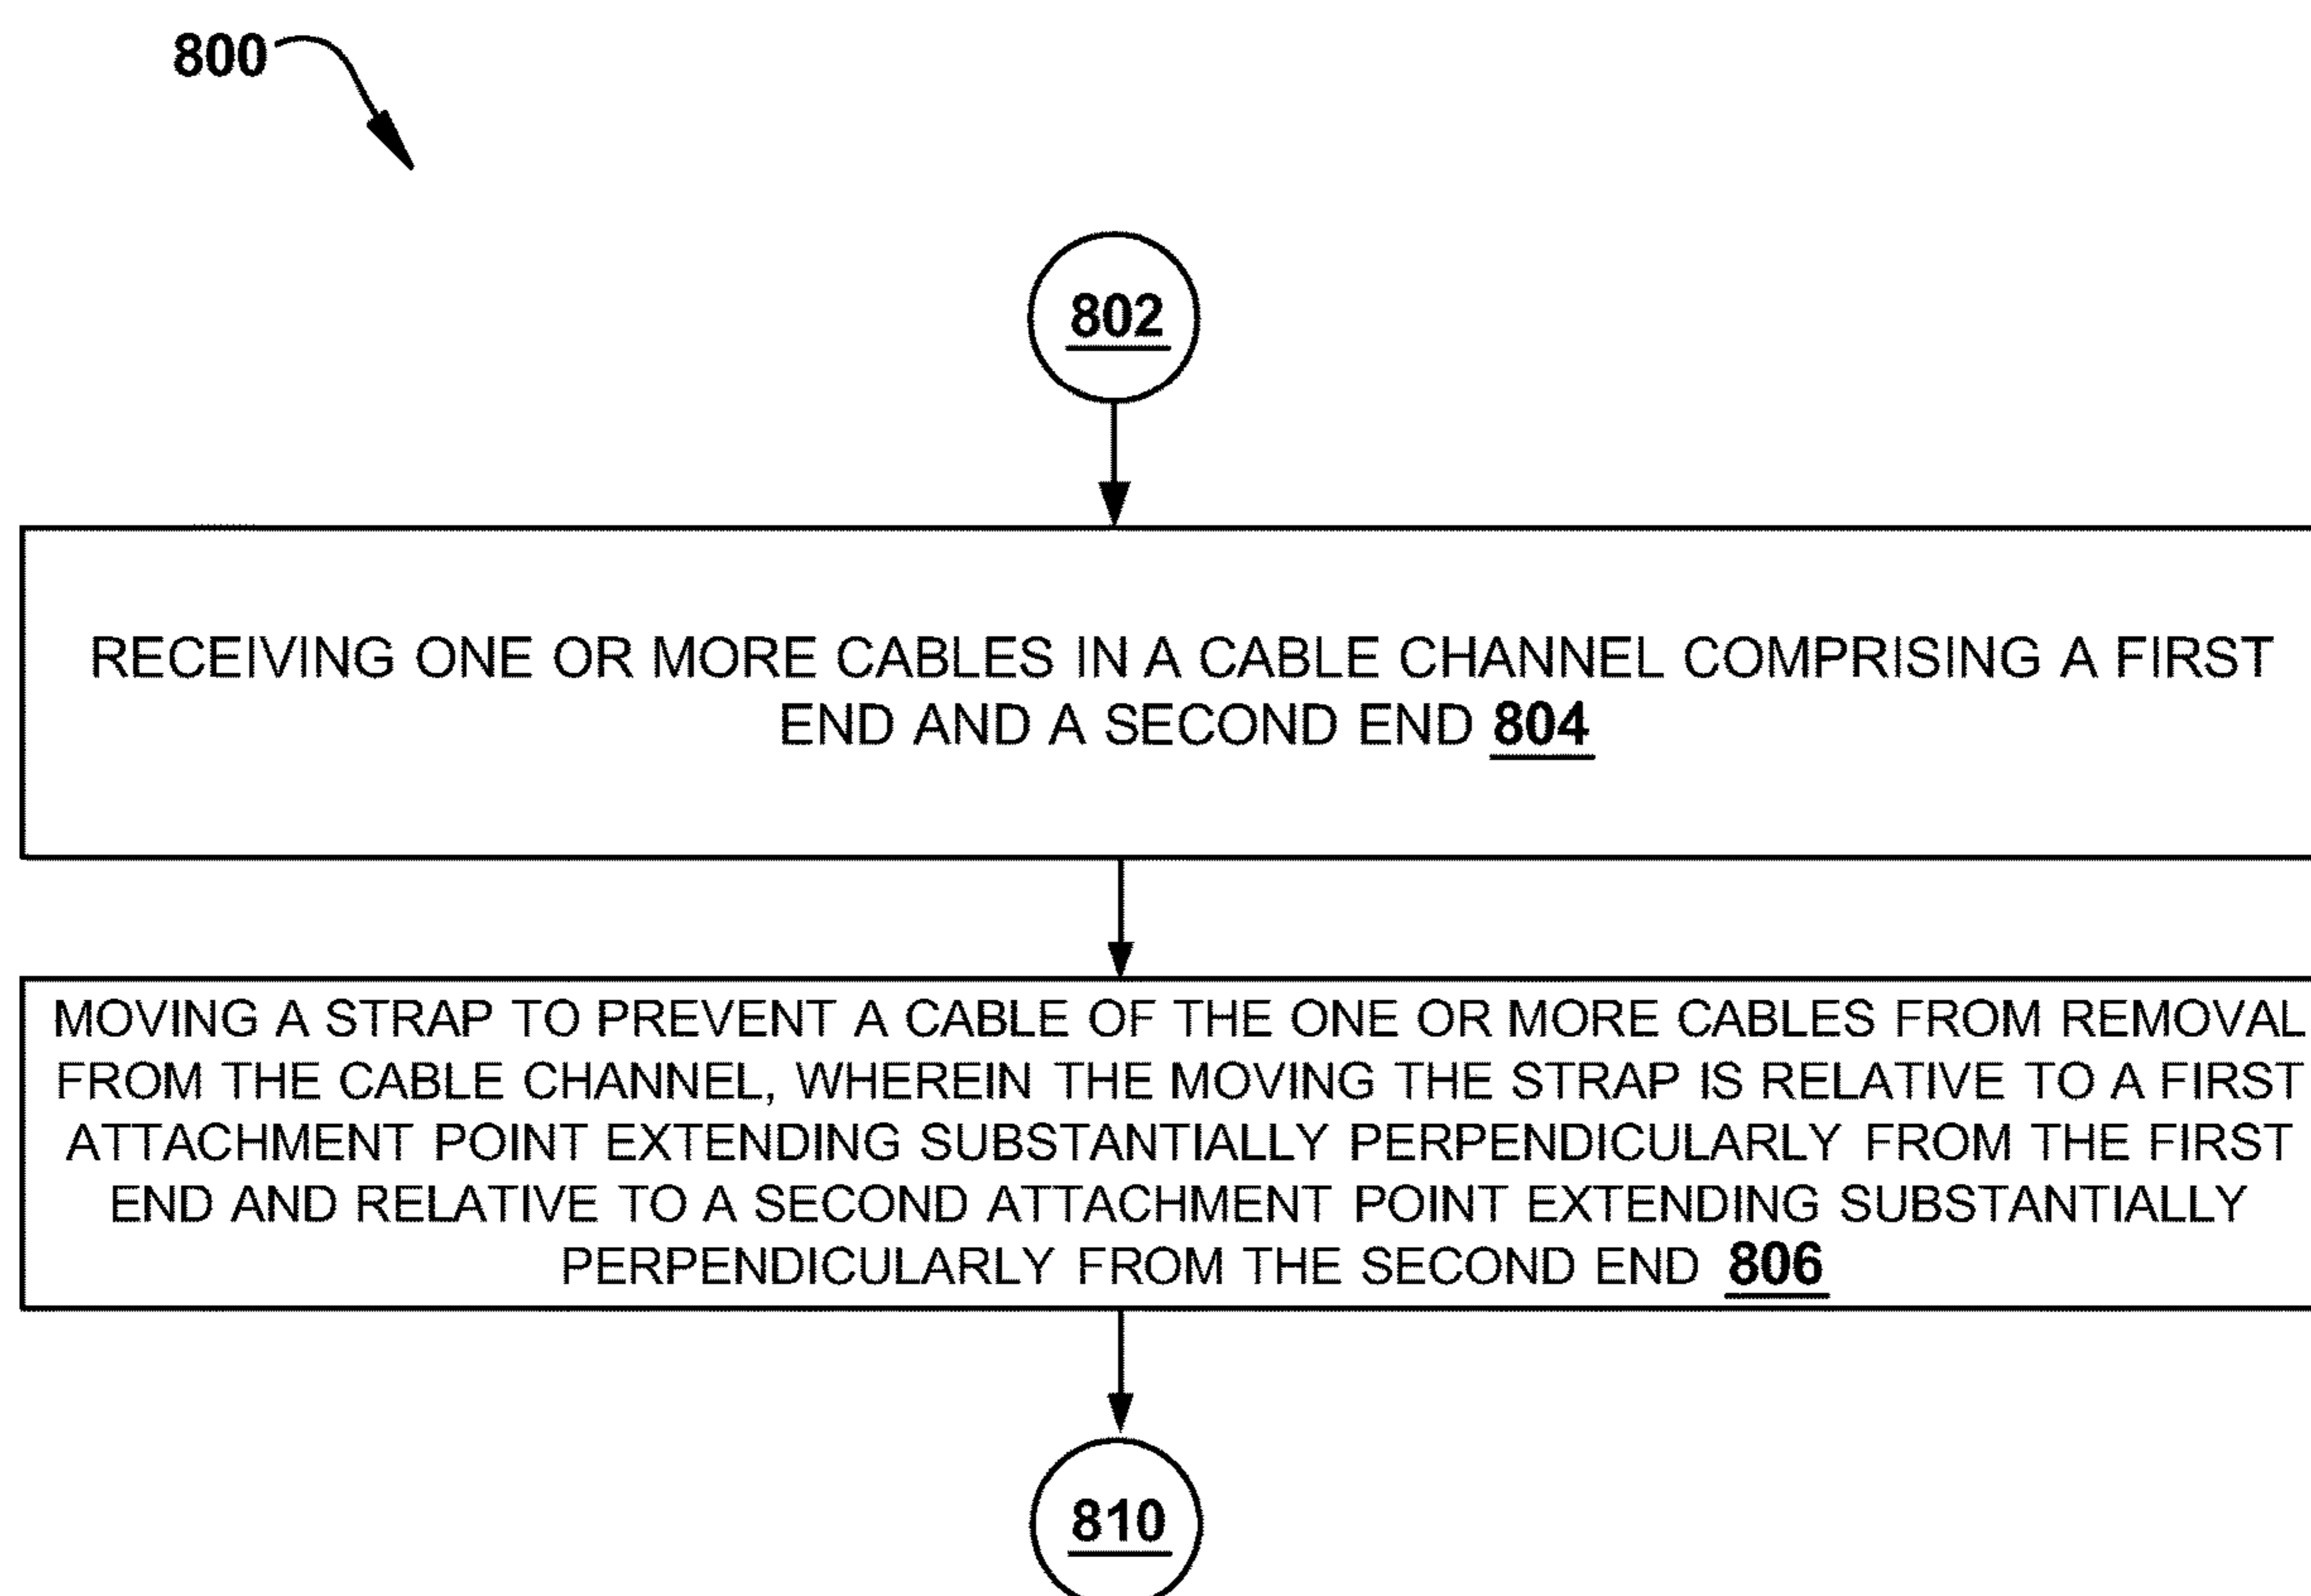 800
802
RECEIVING ONE OR MORE CABLES IN A CABLE CHANNEL COMPRISING A FIRST
END AND A SECOND END 804
MOVING A STRAP TO PREVENT A CABLE OF THE ONE OR MORE CABLES FROM REMOVAL
FROM THE CABLE CHANNEL, WHEREIN THE MOVING THE STRAP IS RELATIVE TO A FIRST
ATTACHMENT POINT EXTENDING SUBSTANTIALLY PERPENDICULARLY FROM THE FIRST
END AND RELATIVE TO A SECOND ATTACHMENT POINT EXTENDING SUBSTANTIALLY
PERPENDICULARLY FROM THE SECOND END 806
810